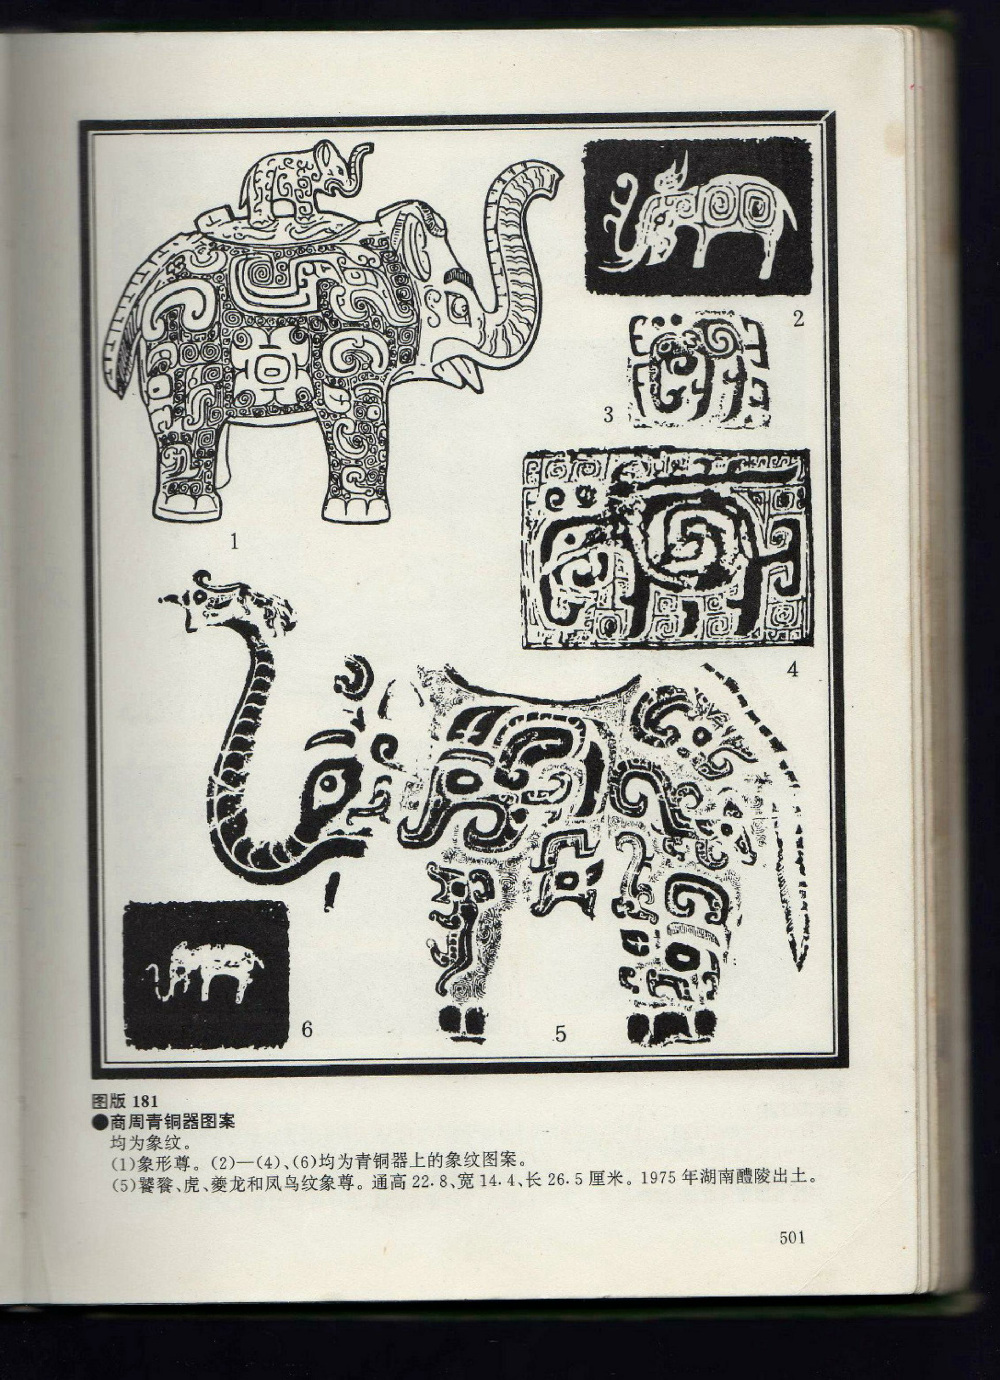 1
2
3
4
5
6
图版 181
●商周青铜器图案
均为象纹。
(1)象形尊。(2)—(4)、(6)均为青铜器上的象纹图案。
(5)饕餮、虎、夔龙和凤鸟纹象尊。通高 22.8、宽 14.4、长 26.5 厘米。1975 年湖南醴陵出土。
501